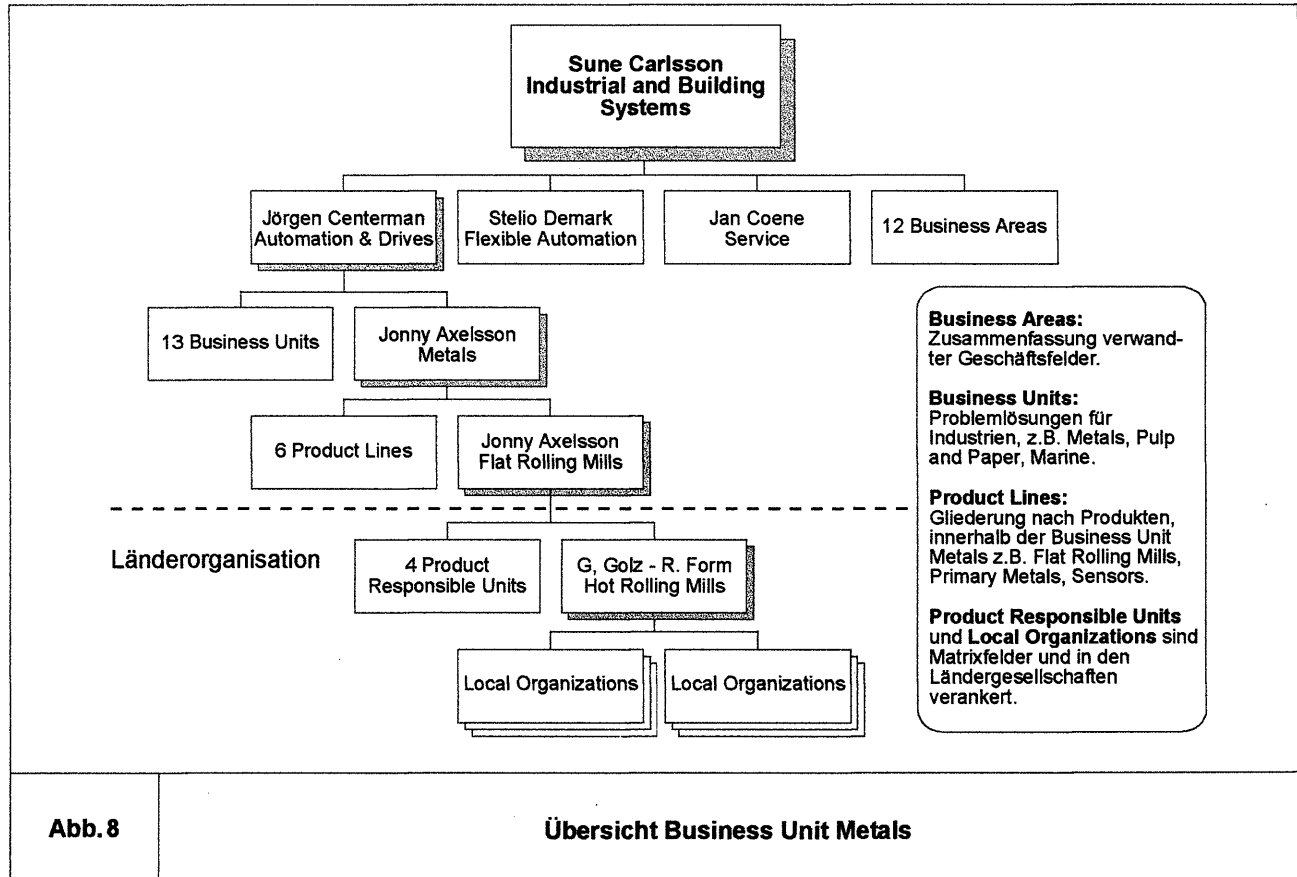 Sune Carlsson
Industrial and Building
Systems
Jörgen Centerman
Automation & Drives
Stelio Demark
Flexible Automation
Jan Coene
Service
12 Business Areas
13 Business Units
Jonny Axelsson
Metals
6 Product Lines
Jonny Axelsson
Flat Rolling Mills
Länderorganisation
4 Product
Responsible Units
G, Golz - R. Form
Hot Rolling Mills
Local Organizations
Local Organizations
Business Areas:
Zusammenfassung verwand-
ter Geschäftsfelder.
Business Units:
Problemlösungen für
Industrien, z.B. Metals, Pulp
and Paper, Marine.
Product Lines:
Gliederung nach Produkten,
innerhalb der Business Unit
Metals z.B. Flat Rolling Mills,
Primary Metals, Sensors.
Product Responsible Units
und Local Organizations sind
Matrixfelder und in den
Ländergesellschaften
verankert.
Abb. 8
Übersicht Business Unit Metals